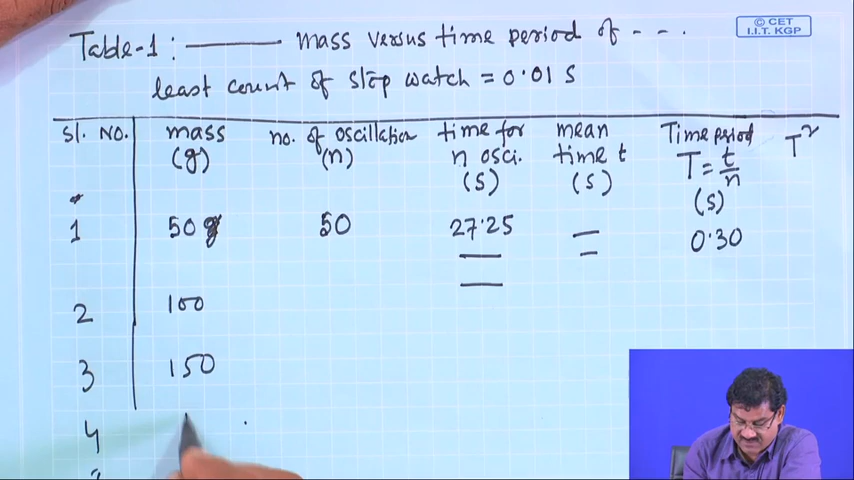 © CET
I.I.T. KGP
Table-1: ——— mass versus time period of - - .
least count of stop watch = 0.01 s
Sl. No. mass (g) no. of oscillation (n) time for n osci. (s) mean time t (s) Time period T = t/n (s) T²
1 50 50 27.25 0.30
2 100
3 150
4